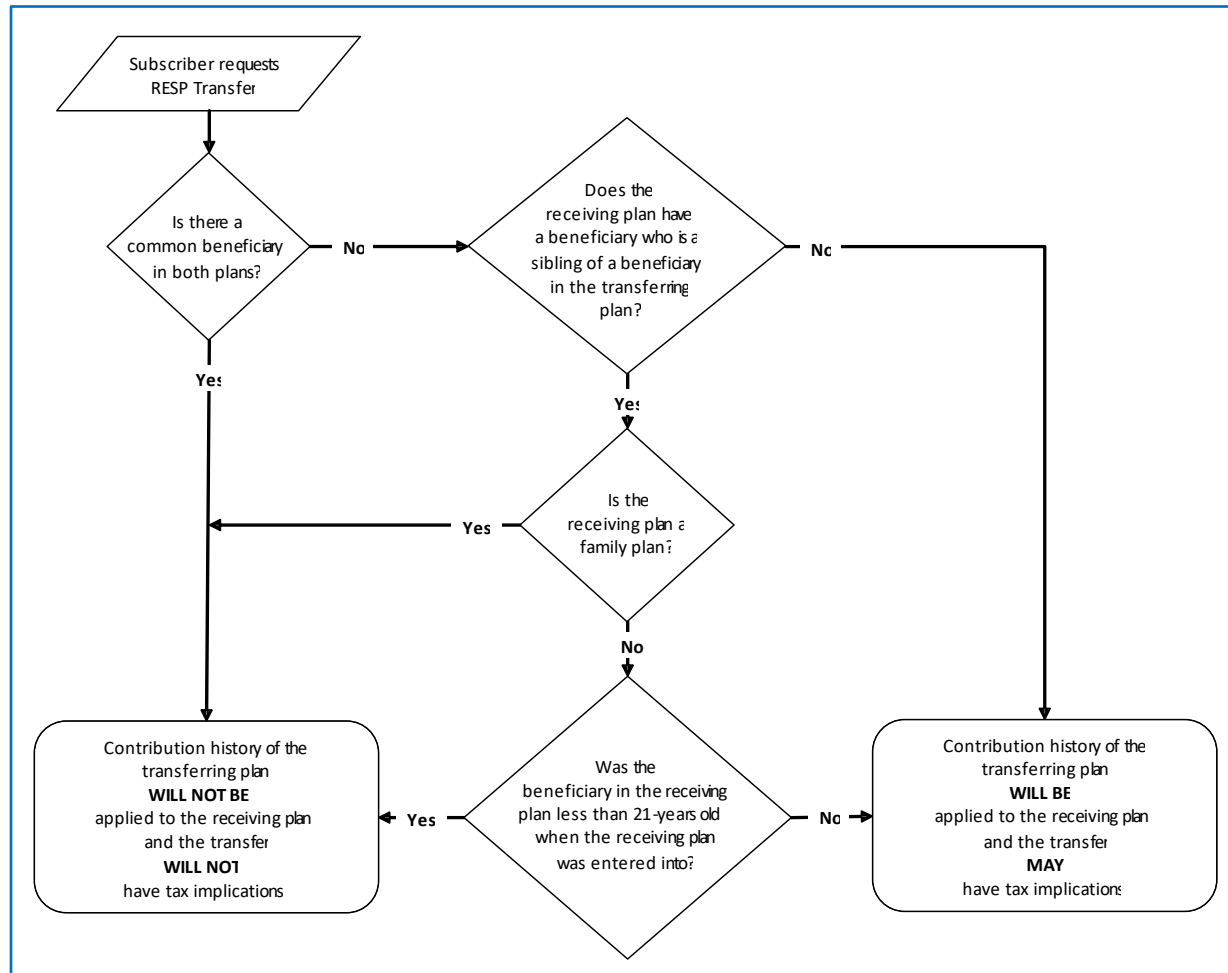 Subscriber requests
RESP Transfer
Is there a
common beneficiary
in both plans?
No
Does the
receiving plan have
a beneficiary who is a
sibling of a beneficiary
in the transferring
plan?
No
Yes
Yes
Is the
receiving plan a
family plan?
Yes
No
Contribution history of the
transferring plan
WILL NOT BE
applied to the receiving plan
and the transfer
WILL NOT
have tax implications
Yes
Was the
beneficiary in the receiving
plan less than 21-years old
when the receiving plan
was entered into?
No
Contribution history of the
transferring plan
WILL BE
applied to the receiving plan
and the transfer
MAY
have tax implications